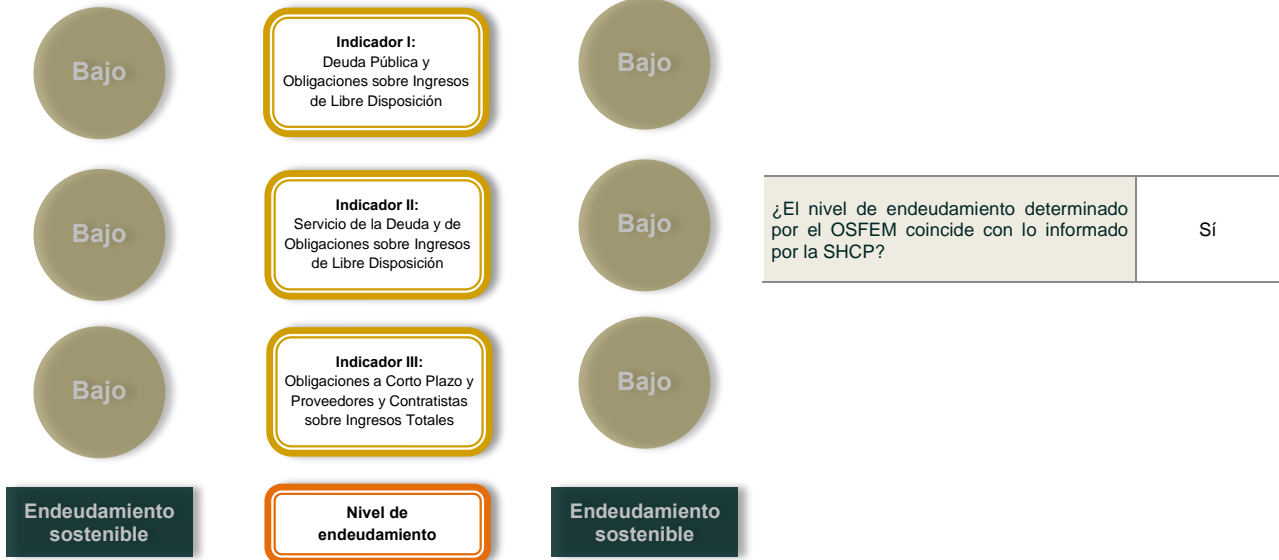 Bajo
Indicador I:
Deuda Pública y
Obligaciones sobre Ingresos
de Libre Disposición
Bajo
Bajo
Indicador II:
Servicio de la Deuda y de
Obligaciones sobre Ingresos
de Libre Disposición
Bajo
¿El nivel de endeudamiento determinado
por el OSFEM coincide con lo informado
por la SHCP?
Sí
Bajo
Indicador III:
Obligaciones a Corto Plazo y
Proveedores y Contratistas
sobre Ingresos Totales
Bajo
Endeudamiento
sostenible
Nivel de
endeudamiento
Endeudamiento
sostenible